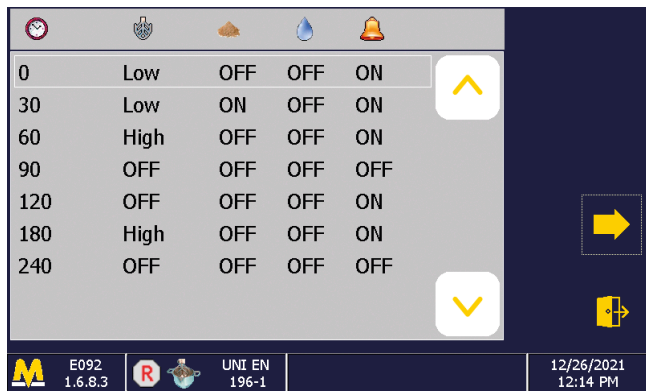 0 Low OFF OFF ON
30 Low ON OFF ON
60 High OFF OFF ON
90 OFF OFF OFF OFF
120 OFF OFF OFF ON
180 High OFF OFF ON
240 OFF OFF OFF OFF
E092
1.6.8.3
R
UNI EN
196-1
12/26/2021
12:14 PM